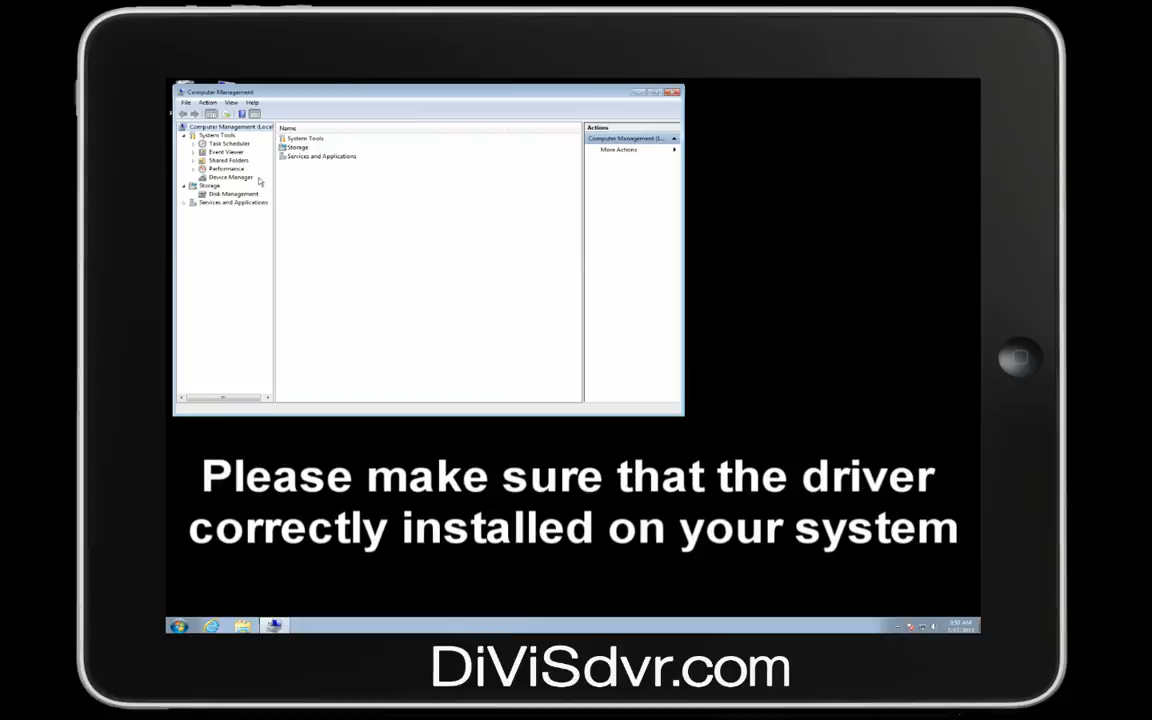 Computer Management
File Action View Help
Computer Management (Local
System Tools
Task Scheduler
Event Viewer
Shared Folders
Performance
Device Manager
Storage
Disk Management
Services and Applications
Name
System Tools
Storage
Services and Applications
Actions
Computer Management (L...
More Actions
Please make sure that the driver
correctly installed on your system
DiViSdvr.com